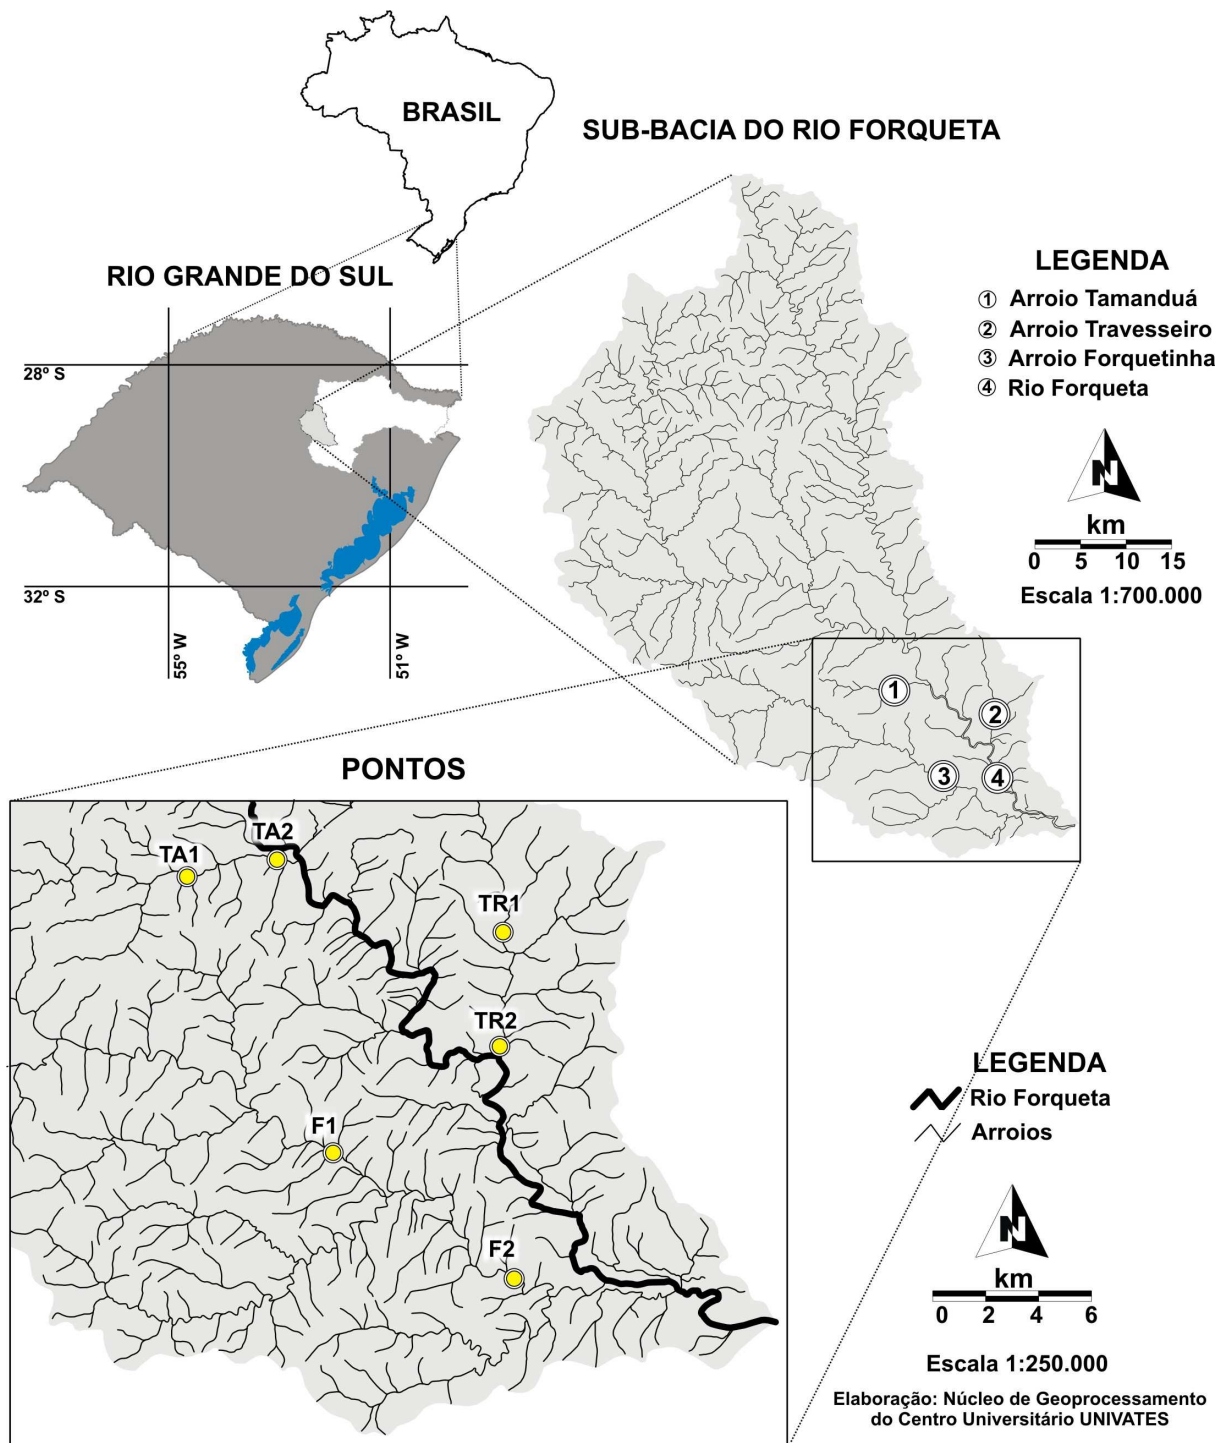 BRASIL
SUB-BACIA DO RIO FORQUETA
RIO GRANDE DO SUL
28º S
32º S
55º W
51º W
LEGENDA
1 Arroio Tamanduá
2 Arroio Travesseiro
3 Arroio Forquetinha
4 Rio Forqueta
N
km
0 5 10 15
Escala 1:700.000
1
2
3
4
PONTOS
TA1
TA2
TR1
TR2
F1
F2
LEGENDA
Rio Forqueta
Arroios
N
km
0 2 4 6
Escala 1:250.000
Elaboração: Núcleo de Geoprocessamento
do Centro Universitário UNIVATES